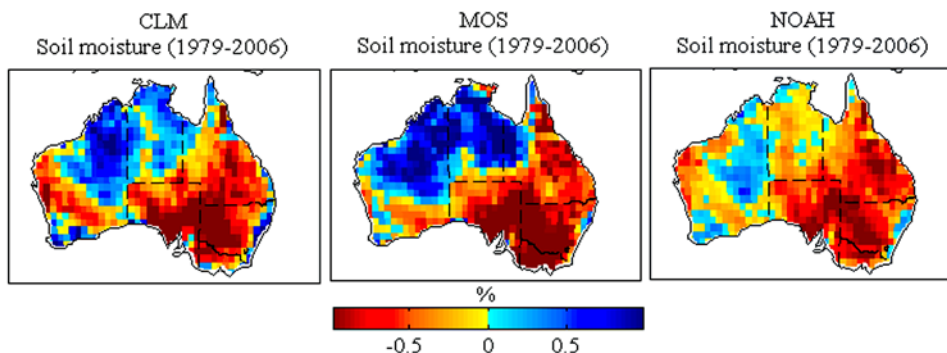 CLM
Soil moisture (1979-2006)
MOS
Soil moisture (1979-2006)
NOAH
Soil moisture (1979-2006)
%
-0.5 0 0.5